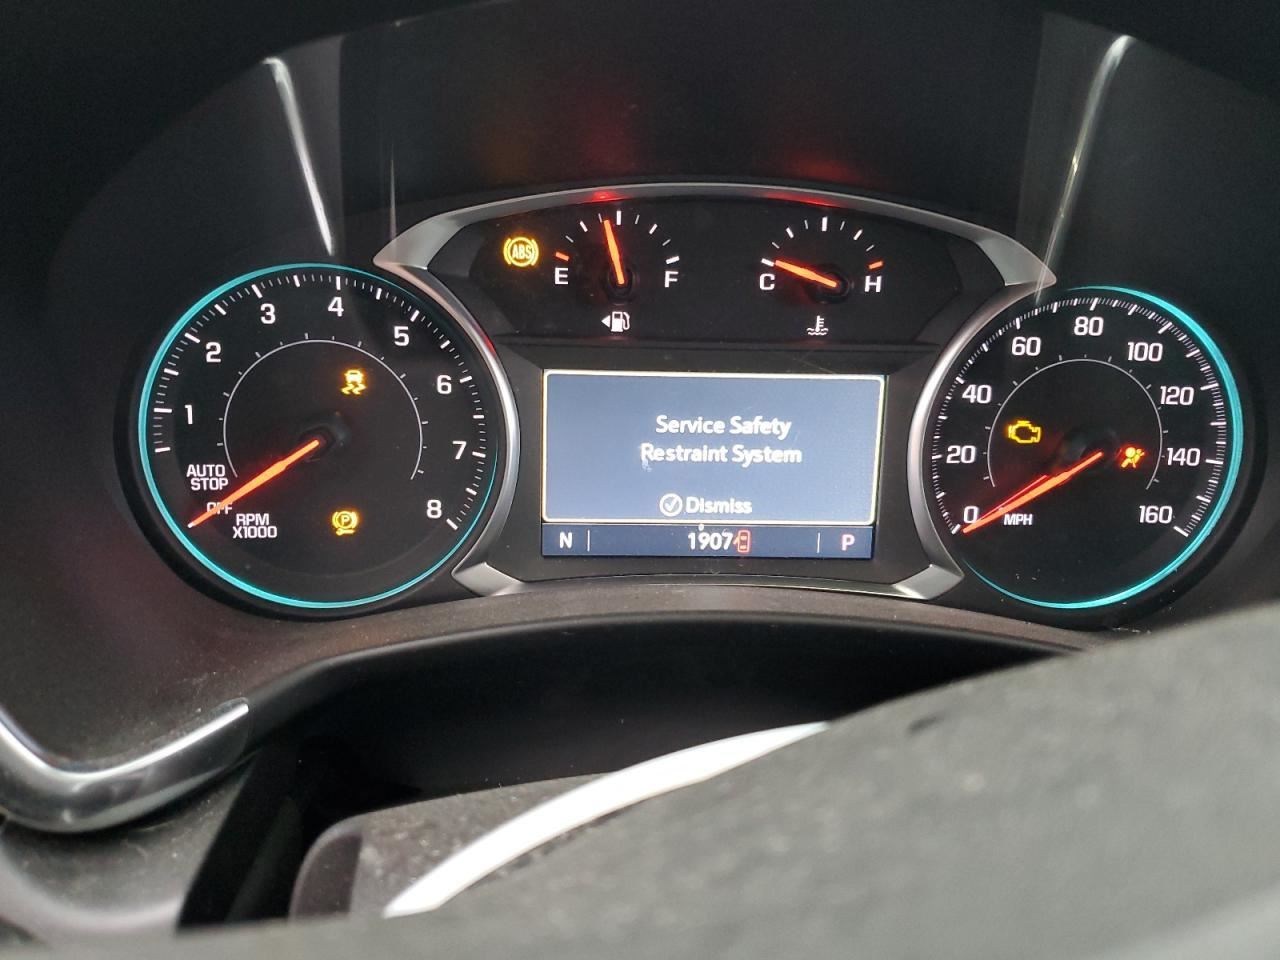 ABS
E
F
C
H
1
2
3
4
5
6
7
8
AUTO
STOP
OFF
RPM
X1000
P
Service Safety
Restraint System
Dismiss
N
1907
P
0
20
40
60
80
100
120
140
160
MPH